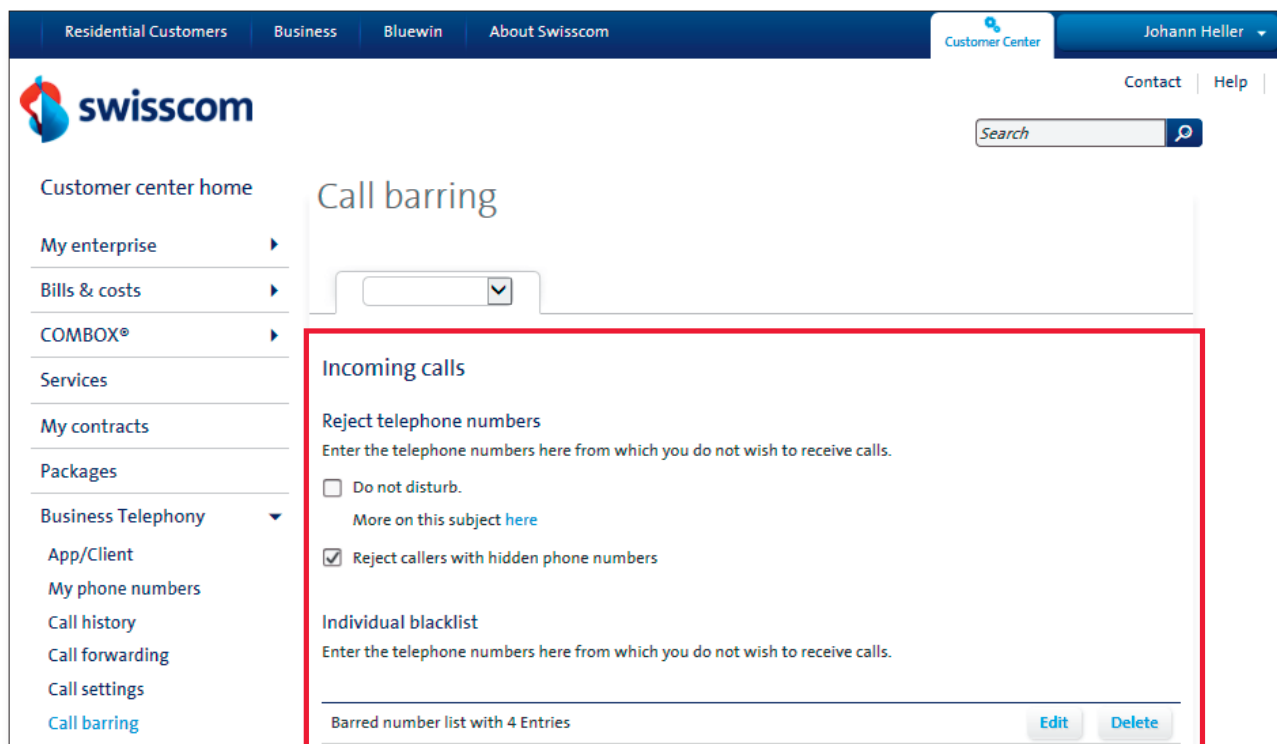 Residential Customers Business Bluewin About Swisscom Customer Center Johann Heller
Contact Help
swisscom
Search
Customer center home
My enterprise
Bills & costs
COMBOX®
Services
My contracts
Packages
Business Telephony
App/Client
My phone numbers
Call history
Call forwarding
Call settings
Call barring
Call barring
Incoming calls
Reject telephone numbers
Enter the telephone numbers here from which you do not wish to receive calls.
Do not disturb.
More on this subject here
Reject callers with hidden phone numbers
Individual blacklist
Enter the telephone numbers here from which you do not wish to receive calls.
Barred number list with 4 Entries Edit Delete